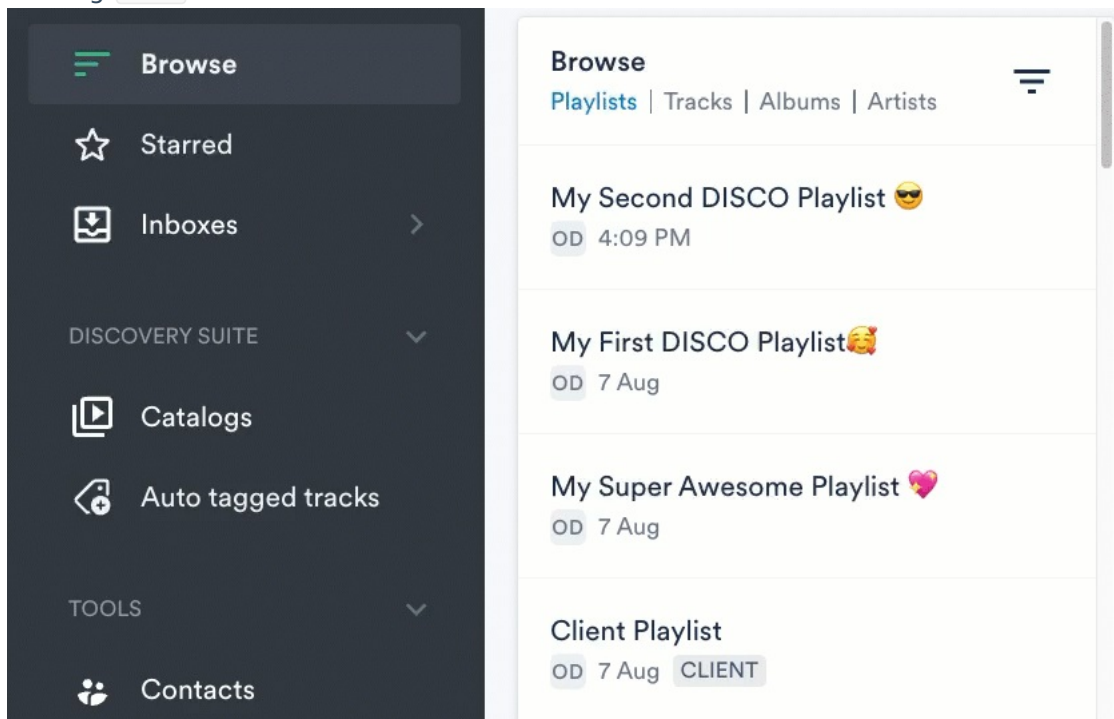 Browse
Starred
Inboxes
DISCOVERY SUITE
Catalogs
Auto tagged tracks
TOOLS
Contacts
Browse
Playlists | Tracks | Albums | Artists
My Second DISCO Playlist 😎
OD 4:09 PM
My First DISCO Playlist🥰
OD 7 Aug
My Super Awesome Playlist 💖
OD 7 Aug
Client Playlist
OD 7 Aug CLIENT